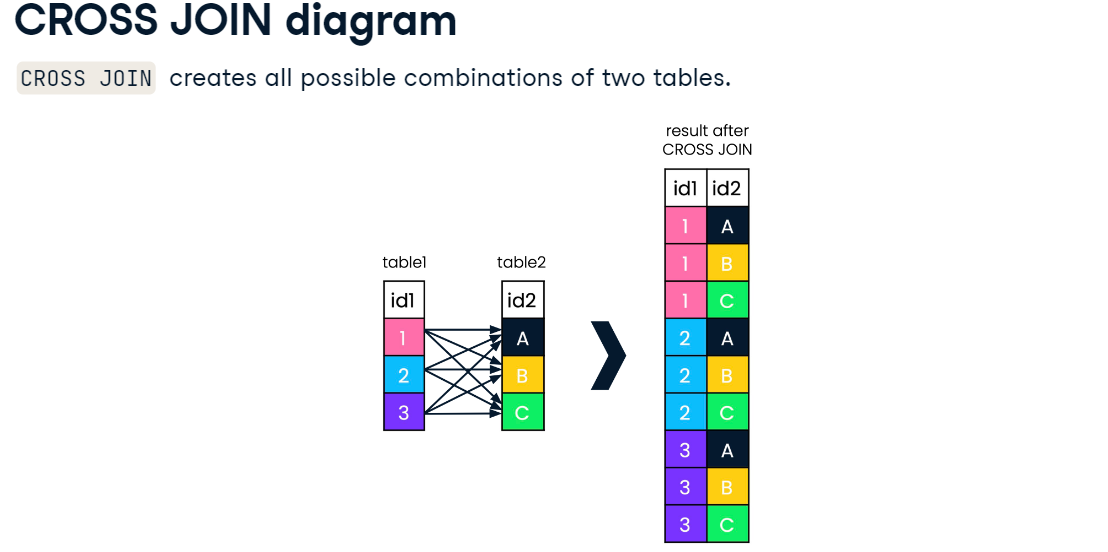 CROSS JOIN diagram
CROSS JOIN creates all possible combinations of two tables.
table1
id1
1
2
3
table2
id2
A
B
C
result after
CROSS JOIN
id1 id2
1 A
1 B
1 C
2 A
2 B
2 C
3 A
3 B
3 C